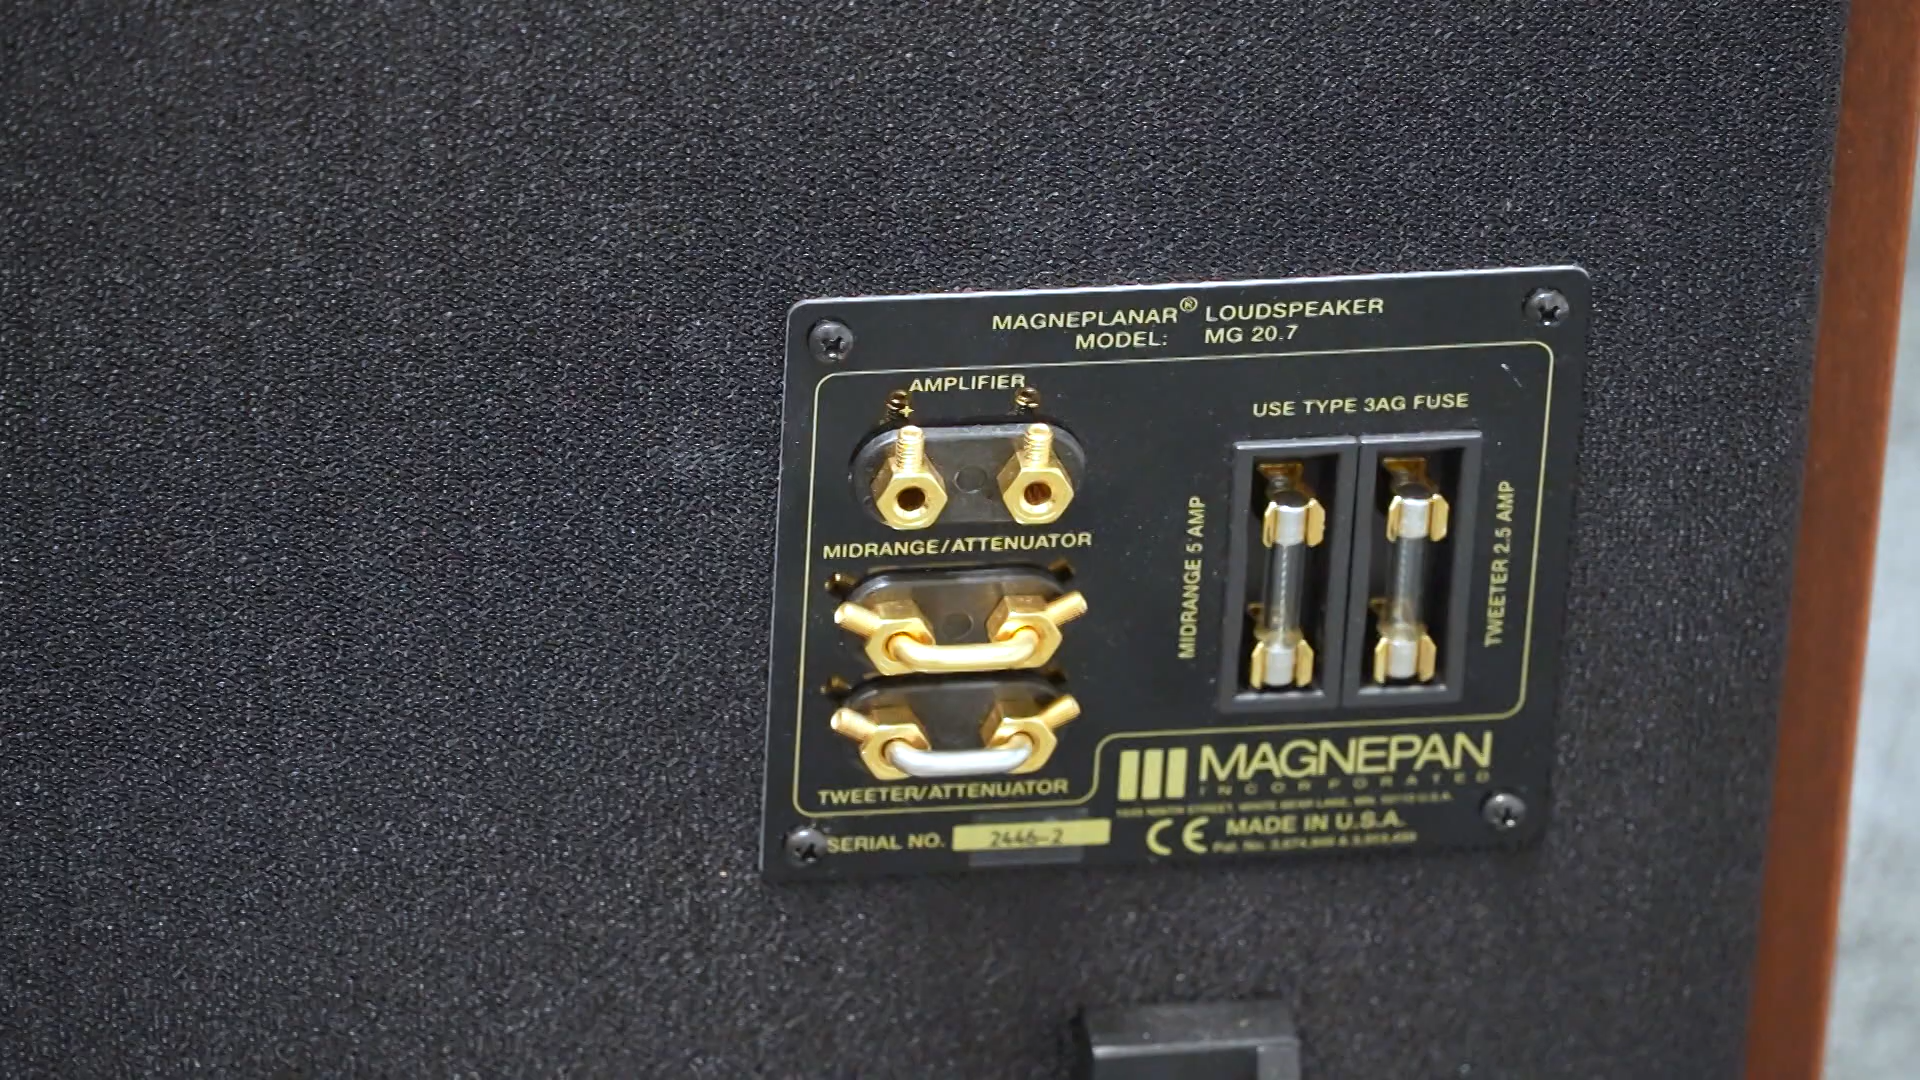 MAGNEPLANAR® LOUDSPEAKER
MODEL: MG 20.7
AMPLIFIER
+
USE TYPE 3AG FUSE
MIDRANGE/ATTENUATOR
MIDRANGE 5 AMP
TWEETER 2.5 AMP
TWEETER/ATTENUATOR
MAGNEPAN
INCORPORATED
SERIAL NO. 2446-2
CE MADE IN U.S.A.